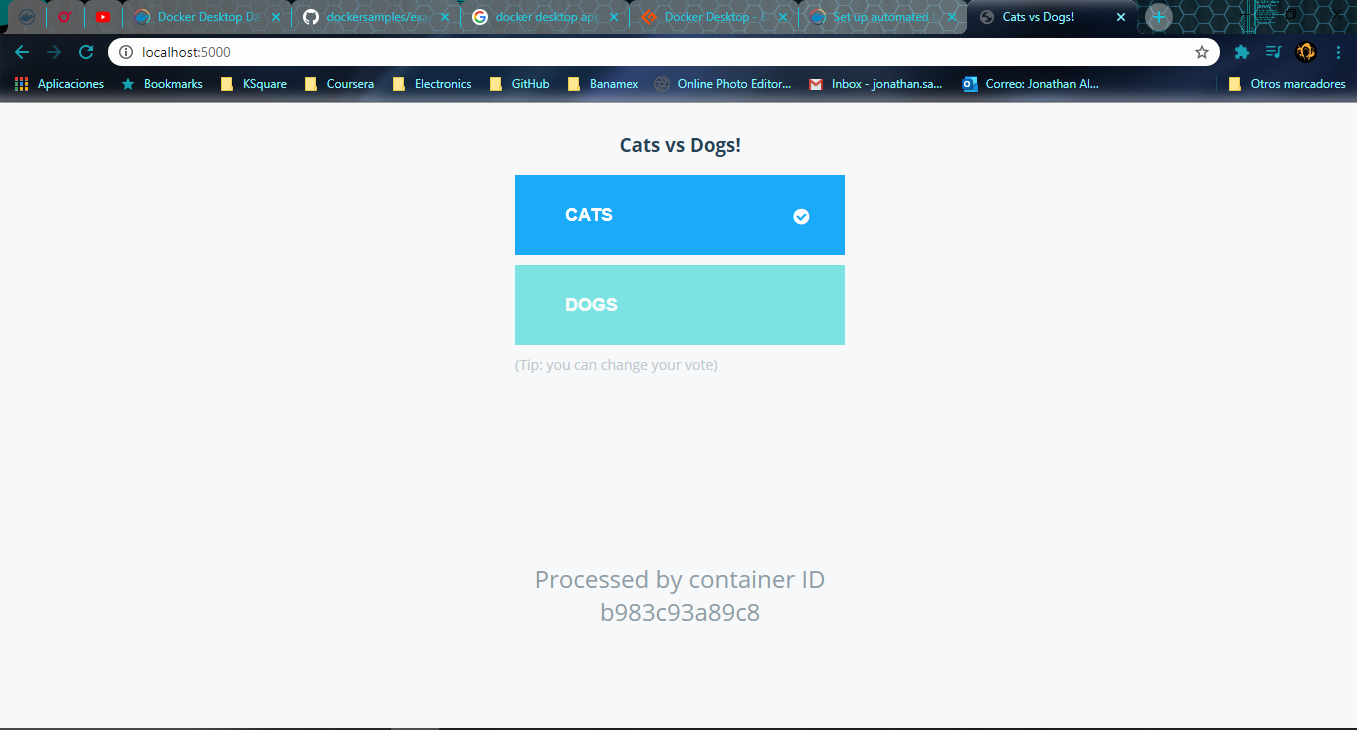 Docker Desktop Da
dockersamples/exa
docker desktop ap
Docker Desktop - E
Set up automated
Cats vs Dogs!
localhost:5000
Aplicaciones
Bookmarks
KSquare
Coursera
Electronics
GitHub
Banamex
Online Photo Editor...
Inbox - jonathan.sa...
Correo: Jonathan Al...
Otros marcadores
Cats vs Dogs!
CATS
DOGS
(Tip: you can change your vote)
Processed by container ID
b983c93a89c8